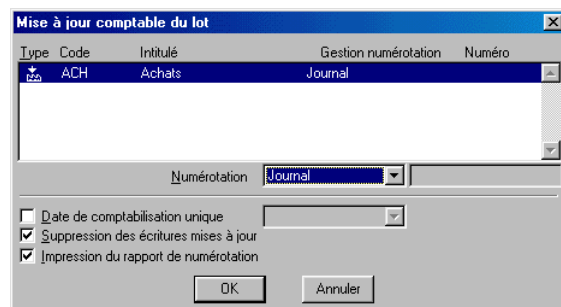 Mise à jour comptable du lot
Type Code Intitulé Gestion numérotation Numéro
ACH Achats Journal
Numérotation Journal
Date de comptabilisation unique
Suppression des écritures mises à jour
Impression du rapport de numérotation
OK Annuler